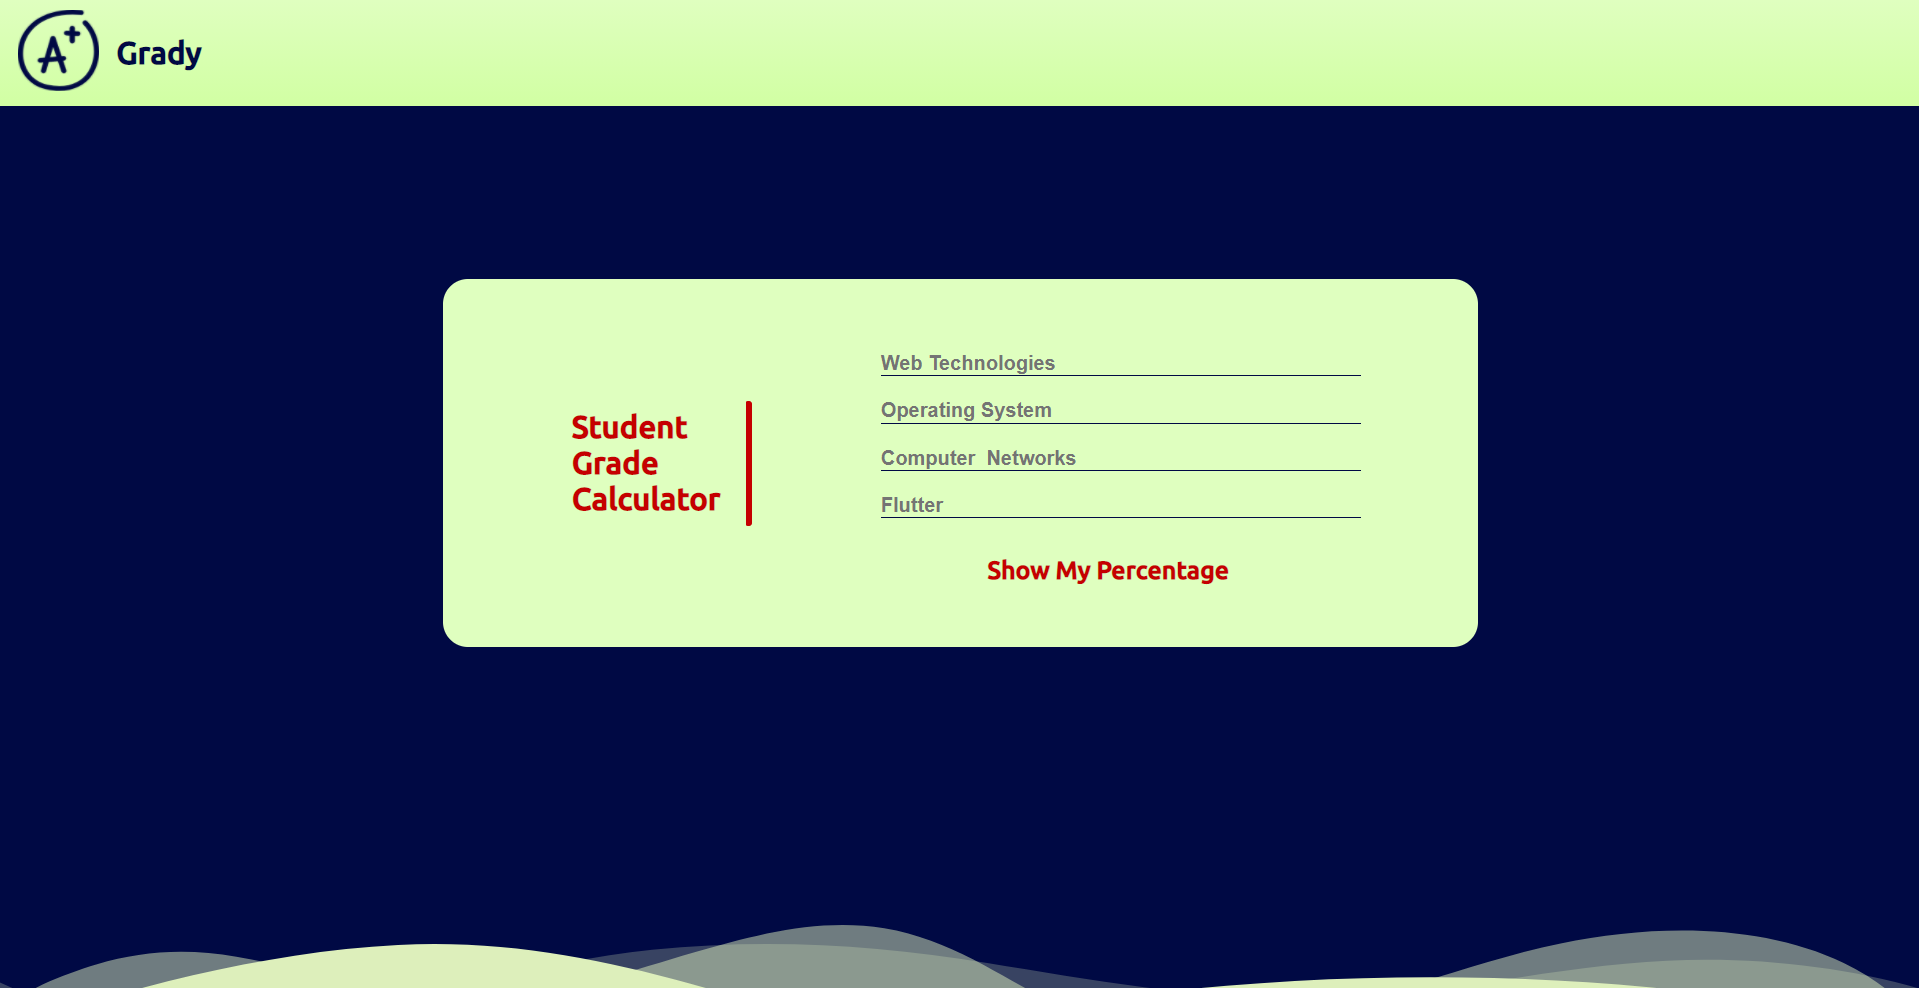 A+
Grady
Student
Grade
Calculator
Web Technologies
Operating System
Computer  Networks
Flutter
Show My Percentage